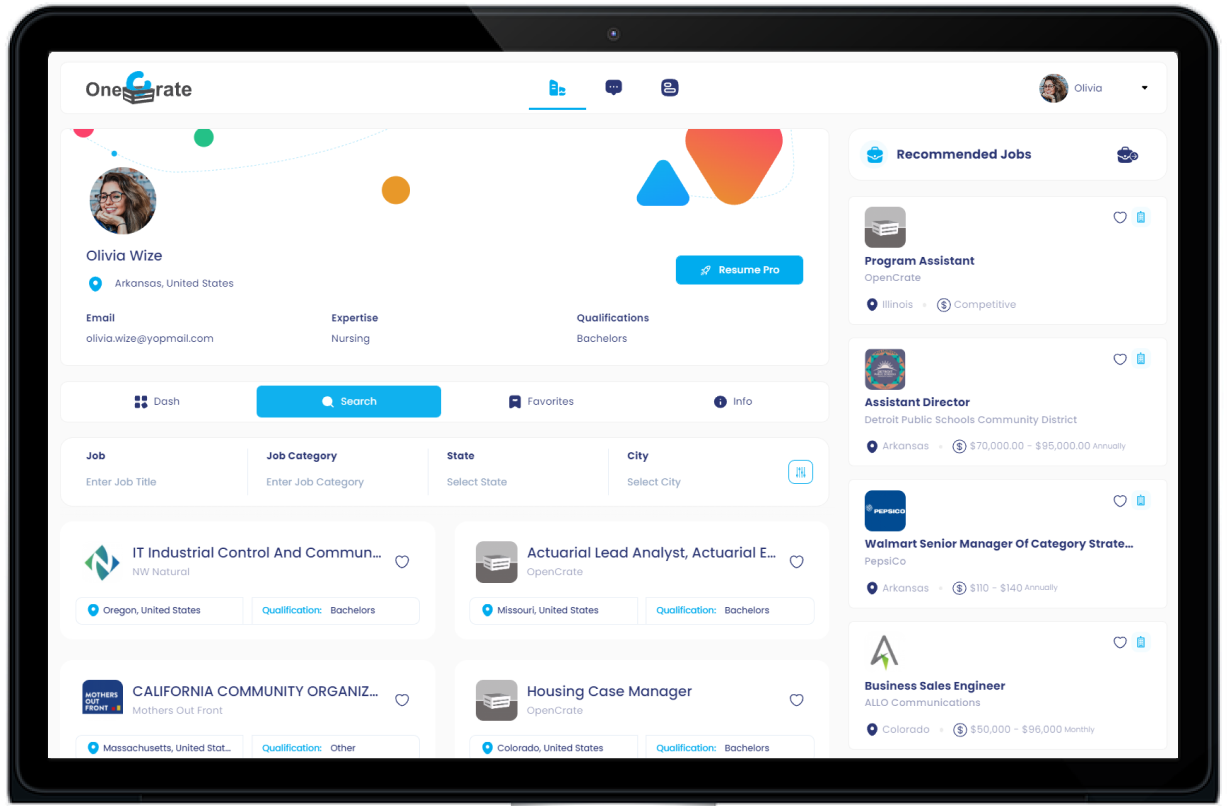 One Crate
Olivia
Olivia Wize
Arkansas, United States
Resume Pro
Email
Expertise
Qualifications
olivia.wize@yopmail.com
Nursing
Bachelors
Dash
Search
Favorites
Info
Job
Job Category
State
City
Enter Job Title
Enter Job Category
Select State
Select City
IT Industrial Control And Commun...
NW Natural
Oregon, United States
Qualification: Bachelors
Actuarial Lead Analyst, Actuarial E...
OpenCrate
Missouri, United States
Qualification: Bachelors
MOTHERS
OUT
FRONT
CALIFORNIA COMMUNITY ORGANIZ...
Mothers Out Front
Massachusetts, United Stat...
Qualification: Other
Housing Case Manager
OpenCrate
Colorado, United States
Qualification: Bachelors
Recommended Jobs
Program Assistant
OpenCrate
Illinois
$ Competitive
Assistant Director
Detroit Public Schools Community District
Arkansas
$ $70,000.00 - $95,000.00 Annually
PEPSICO
Walmart Senior Manager Of Category Strate...
PepsiCo
Arkansas
$ $110 - $140 Annually
Business Sales Engineer
ALLO Communications
Colorado
$ $50,000 - $96,000 Monthly